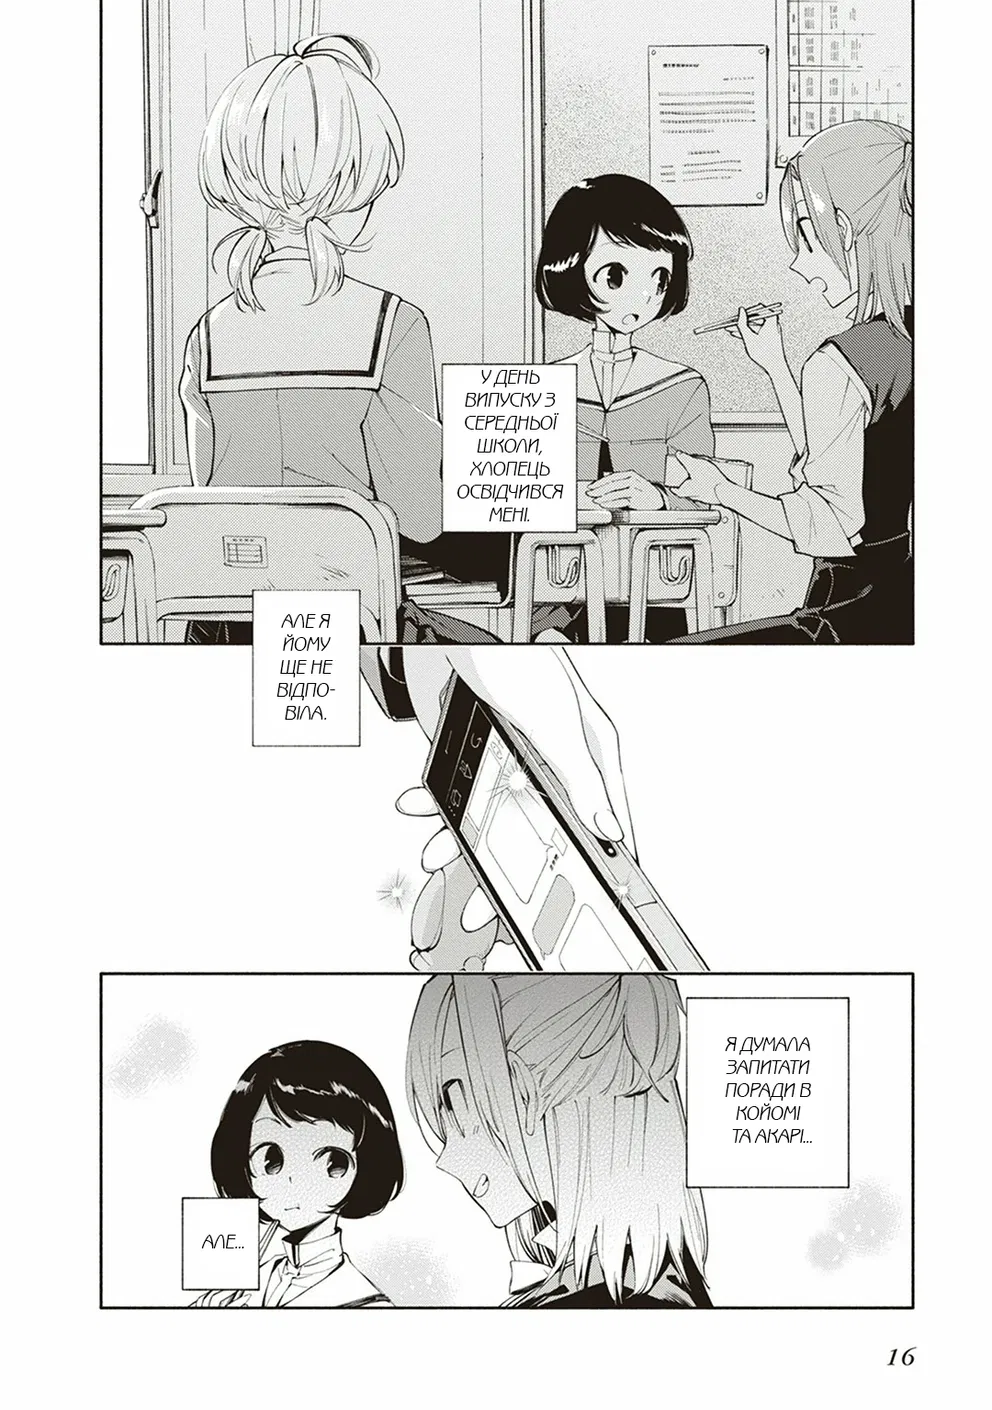 У ДЕНЬ
ВИПУСКУ З
СЕРЕДНЬОЇ
ШКОЛИ,
ХЛОПЕЦЬ
ОСВІДЧИВСЯ
МЕНІ.
АЛЕ Я
ЙОМУ
ЩЕ НЕ
ВІДПО-
ВІЛА.
Я ДУМАЛА
ЗАПИТАТИ
ПОРАДИ В
КОЙОМІ
ТА АКАРІ...
АЛЕ...
16